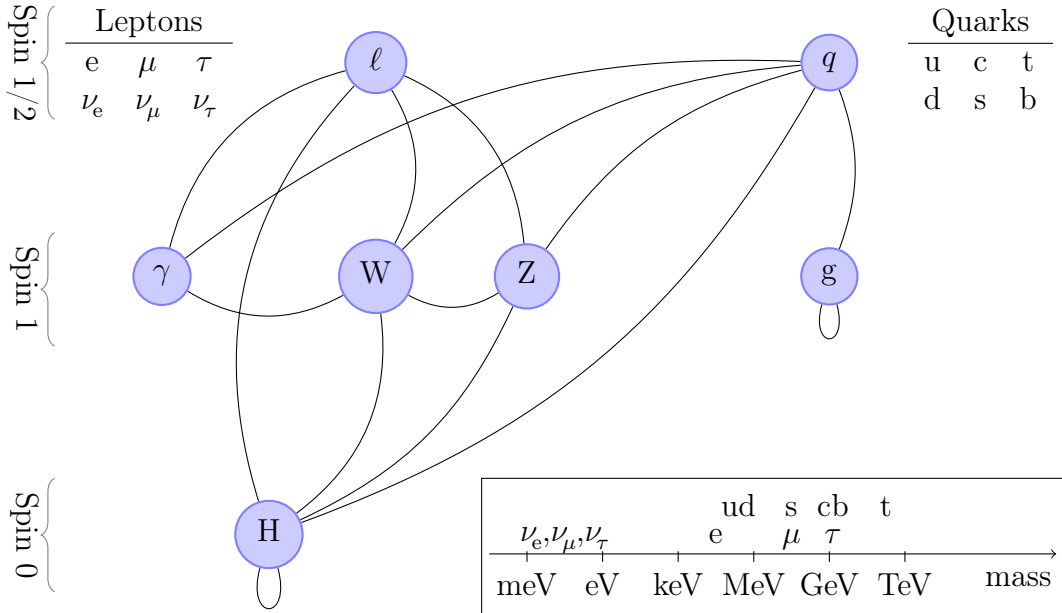 Spin 1/2
Leptons
e μ τ
νe νμ ντ
ℓ
q
Quarks
u c t
d s b
Spin 1
γ
W
Z
g
Spin 0
H
ud s cb t
νe,νμ,ντ e μ τ
meV eV keV MeV GeV TeV mass